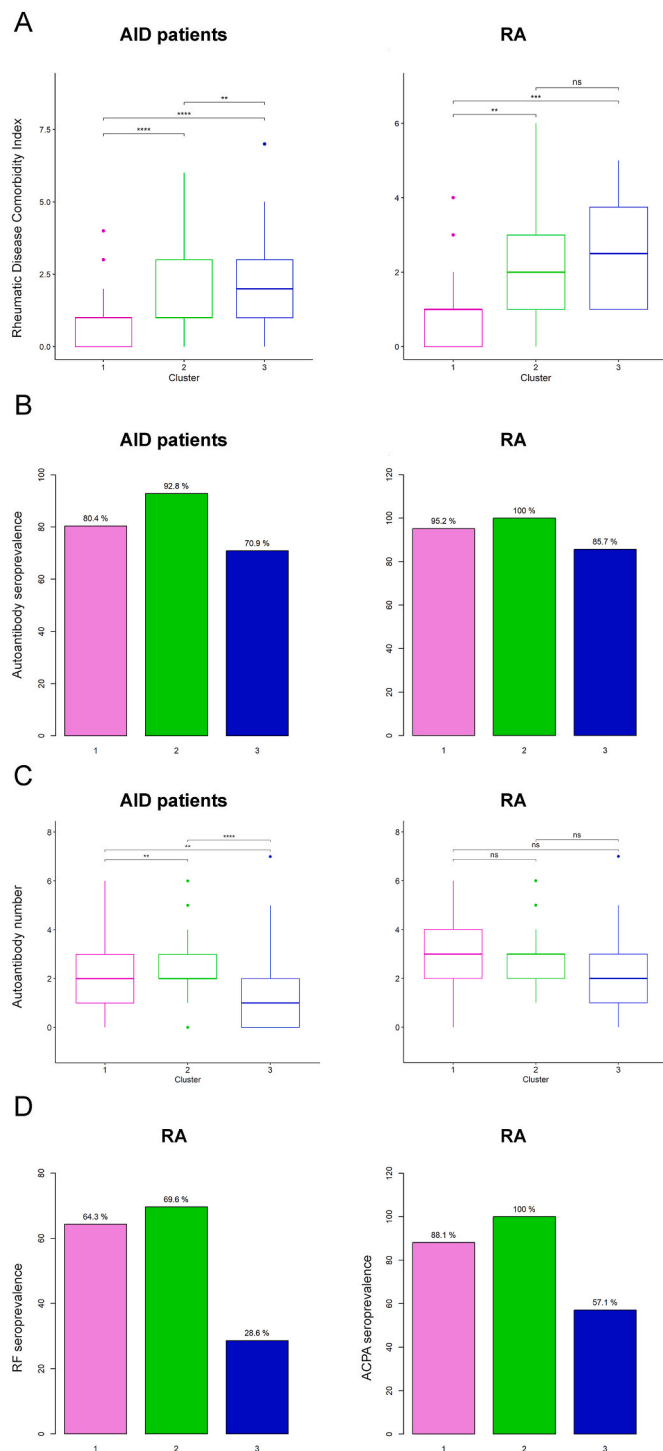 A
AID patients
RA
Rheumatic Disease Comorbidity Index
7.5
5.0
2.5
0.0
**
****
****
1 2 3
Cluster
6
4
2
0
ns
***
**
1 2 3
Cluster
B
AID patients
RA
Autoantibody seroprevalence
100
80
60
40
20
0
80.4 %
92.8 %
70.9 %
1 2 3
120
100
80
60
40
20
0
95.2 %
100 %
85.7 %
1 2 3
C
AID patients
RA
Autoantibody number
8
6
4
2
0
****
**
**
1 2 3
Cluster
8
6
4
2
0
ns
ns
ns
1 2 3
Cluster
D
RA
RA
RF seroprevalence
80
60
40
20
0
64.3 %
69.6 %
28.6 %
1 2 3
ACPA seroprevalence
120
100
80
60
40
20
0
88.1 %
100 %
57.1 %
1 2 3